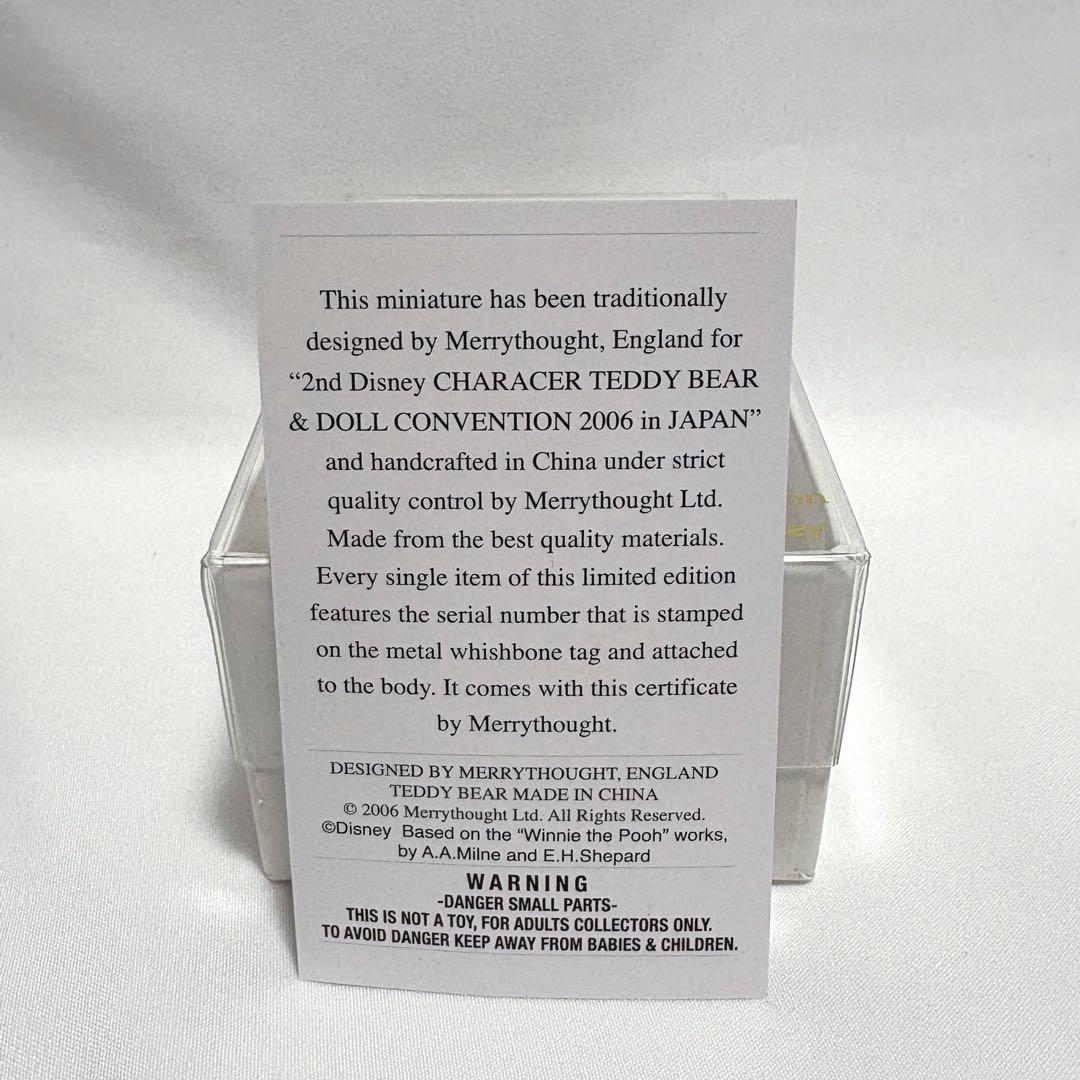 This miniature has been traditionally
designed by Merrythought, England for
“2nd Disney CHARACER TEDDY BEAR
& DOLL CONVENTION 2006 in JAPAN”
and handcrafted in China under strict
quality control by Merrythought Ltd.
Made from the best quality materials.
Every single item of this limited edition
features the serial number that is stamped
on the metal whishbone tag and attached
to the body. It comes with this certificate
by Merrythought.
DESIGNED BY MERRYTHOUGHT, ENGLAND
TEDDY BEAR MADE IN CHINA
© 2006 Merrythought Ltd. All Rights Reserved.
©Disney Based on the “Winnie the Pooh” works,
by A.A.Milne and E.H.Shepard
WARNING
-DANGER SMALL PARTS-
THIS IS NOT A TOY, FOR ADULTS COLLECTORS ONLY.
TO AVOID DANGER KEEP AWAY FROM BABIES & CHILDREN.